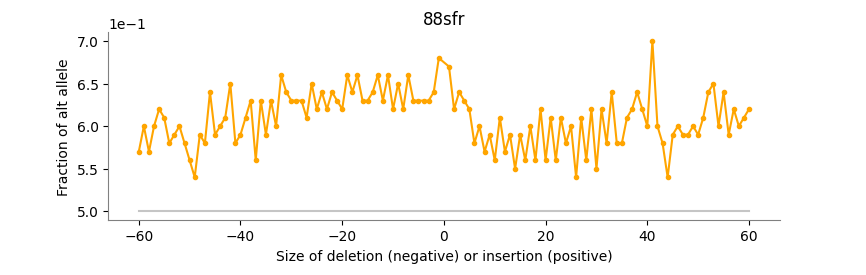 88sfr
1e−1
7.0
6.5
6.0
5.5
5.0
Fraction of alt allele
−60 −40 −20 0 20 40 60
Size of deletion (negative) or insertion (positive)